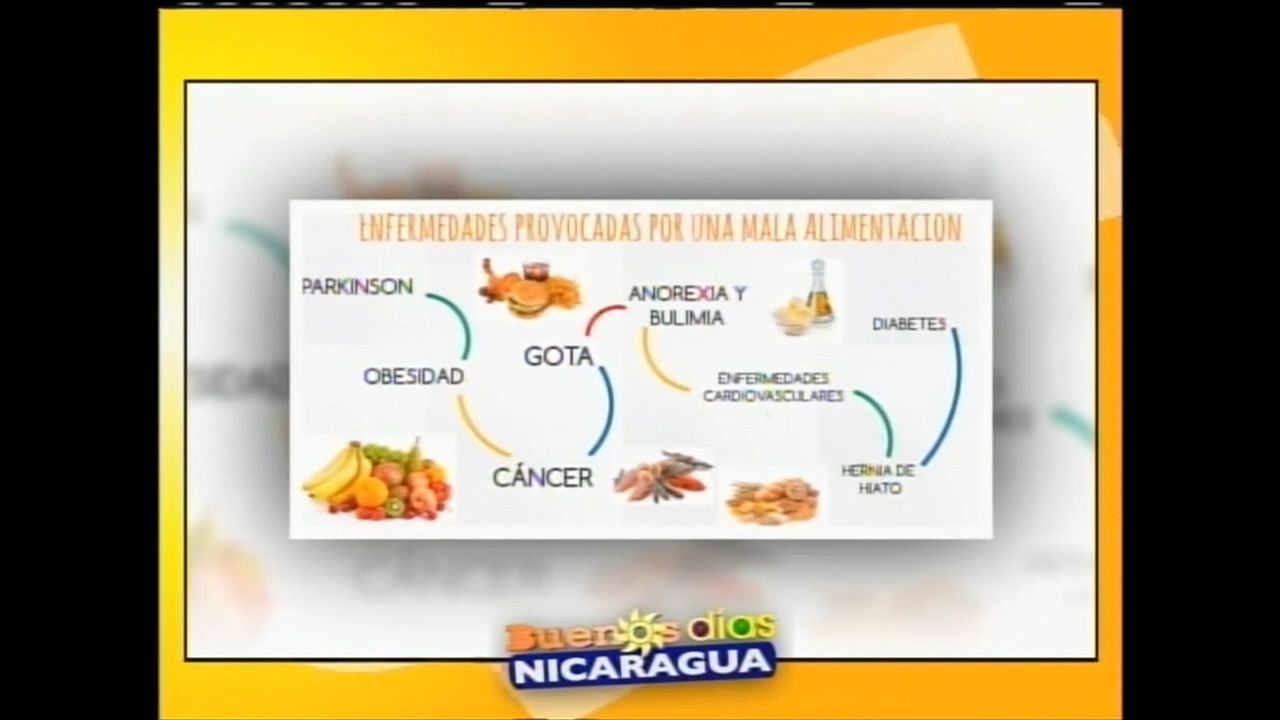 ENFERMEDADES PROVOCADAS POR UNA MALA ALIMENTACION
PARKINSON
OBESIDAD
CÁNCER
GOTA
ANOREXIA Y
BULIMIA
ENFERMEDADES
CARDIOVASCULARES
HERNIA DE
HIATO
DIABETES
Buenos días
NICARAGUA